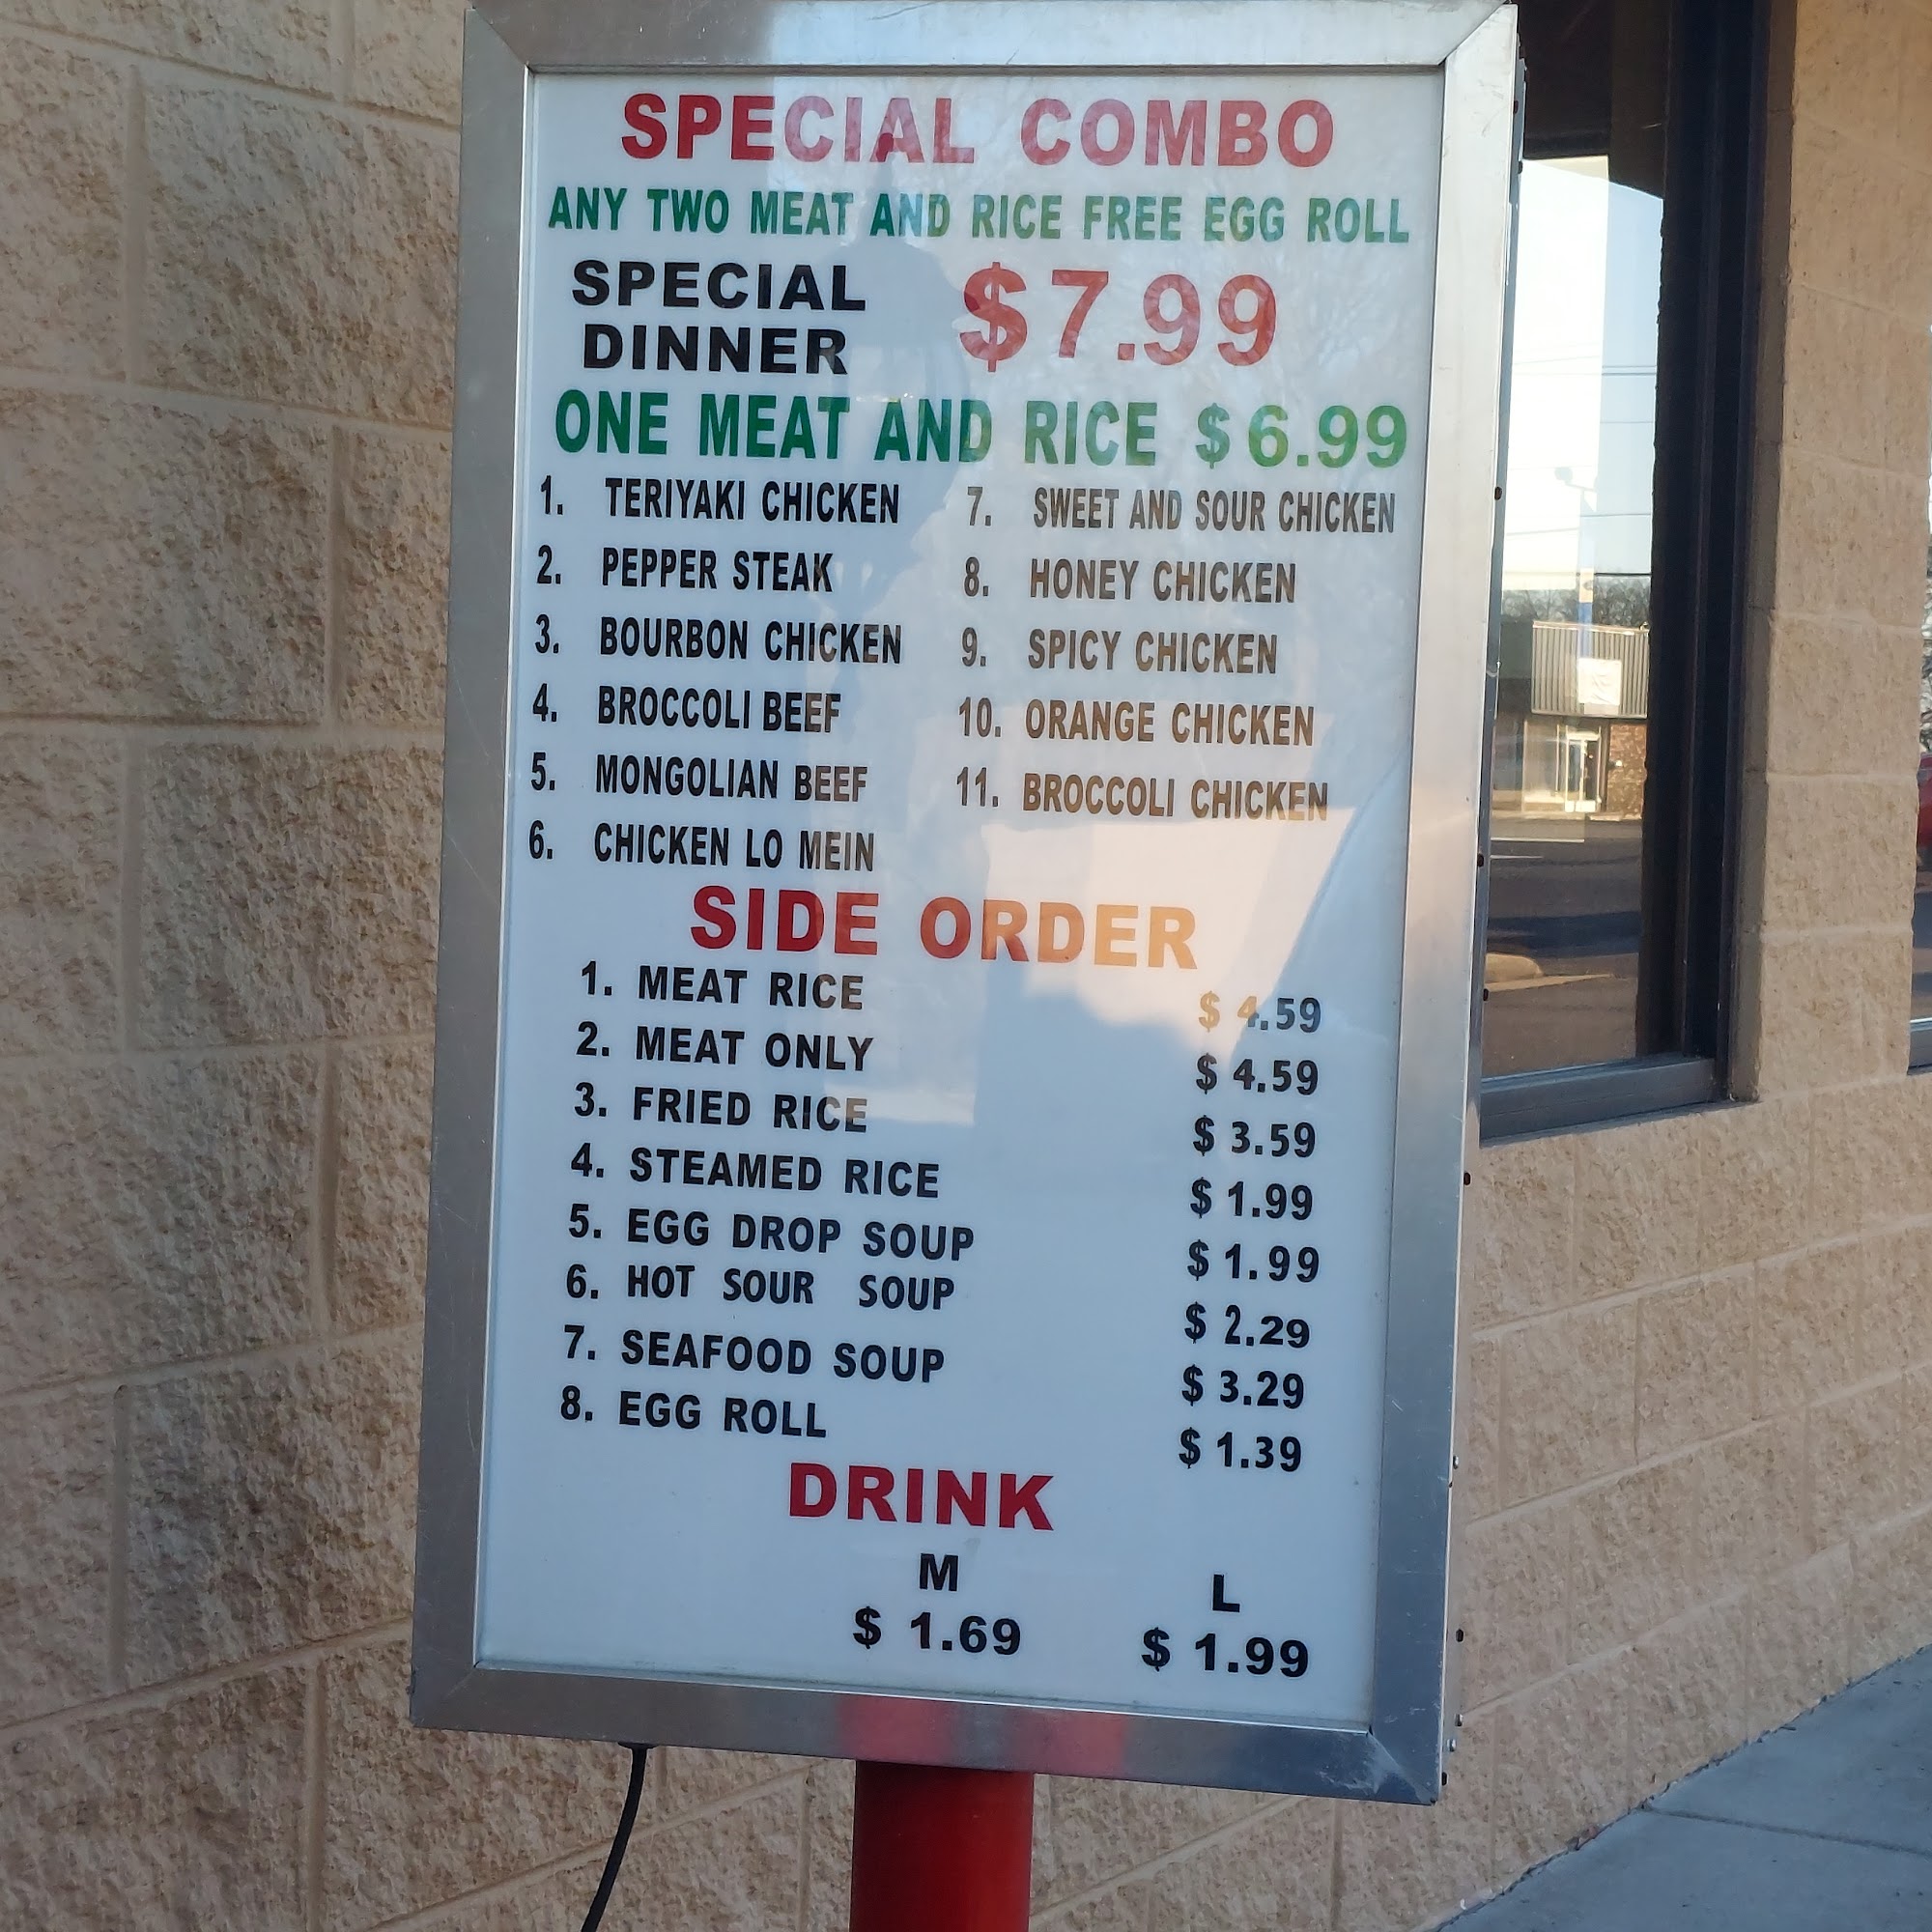 SPECIAL COMBO
ANY TWO MEAT AND RICE FREE EGG ROLL
SPECIAL DINNER $7.99
ONE MEAT AND RICE $6.99
1. TERIYAKI CHICKEN
2. PEPPER STEAK
3. BOURBON CHICKEN
4. BROCCOLI BEEF
5. MONGOLIAN BEEF
6. CHICKEN LO MEIN
7. SWEET AND SOUR CHICKEN
8. HONEY CHICKEN
9. SPICY CHICKEN
10. ORANGE CHICKEN
11. BROCCOLI CHICKEN
SIDE ORDER
1. MEAT RICE $ 4.59
2. MEAT ONLY $ 4.59
3. FRIED RICE $ 3.59
4. STEAMED RICE $ 1.99
5. EGG DROP SOUP $ 1.99
6. HOT SOUR SOUP $ 2.29
7. SEAFOOD SOUP $ 3.29
8. EGG ROLL $ 1.39
DRINK
M L
$ 1.69 $ 1.99